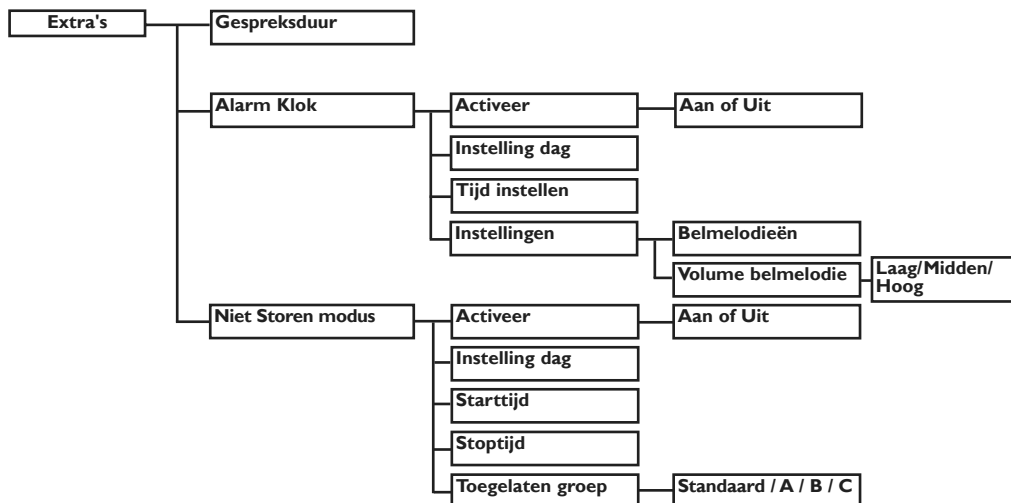 Extra's
Gespreksduur
Alarm Klok
Activeer
Aan of Uit
Instelling dag
Tijd instellen
Instellingen
Belmelodieën
Volume belmelodie
Laag/Midden/
Hoog
Niet Storen modus
Activeer
Aan of Uit
Instelling dag
Starttijd
Stoptijd
Toegelaten groep
Standaard / A / B / C